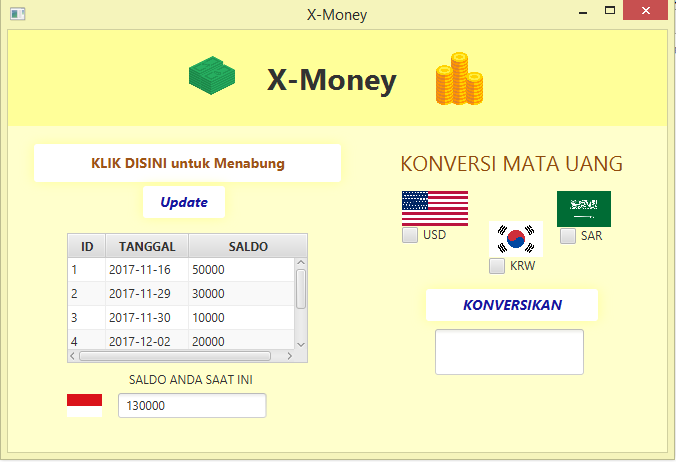 X-Money
X-Money
KLIK DISINI untuk Menabung
Update
ID TANGGAL SALDO
1 2017-11-16 50000
2 2017-11-29 30000
3 2017-11-30 10000
4 2017-12-02 20000
SALDO ANDA SAAT INI
130000
KONVERSI MATA UANG
USD
KRW
SAR
KONVERSIKAN